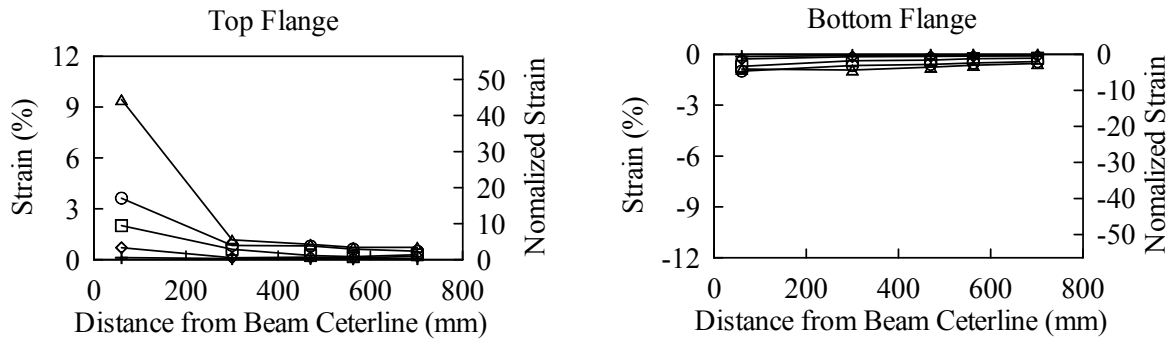 Top Flange
12
9
6
3
0
Strain (%)
50
40
30
20
10
0
Nomalized Strain
0 200 400 600 800
Distance from Beam Ceterline (mm)
Bottom Flange
0
-3
-6
-9
-12
Strain (%)
0
-10
-20
-30
-40
-50
Nomalized Strain
0 200 400 600 800
Distance from Beam Ceterline (mm)